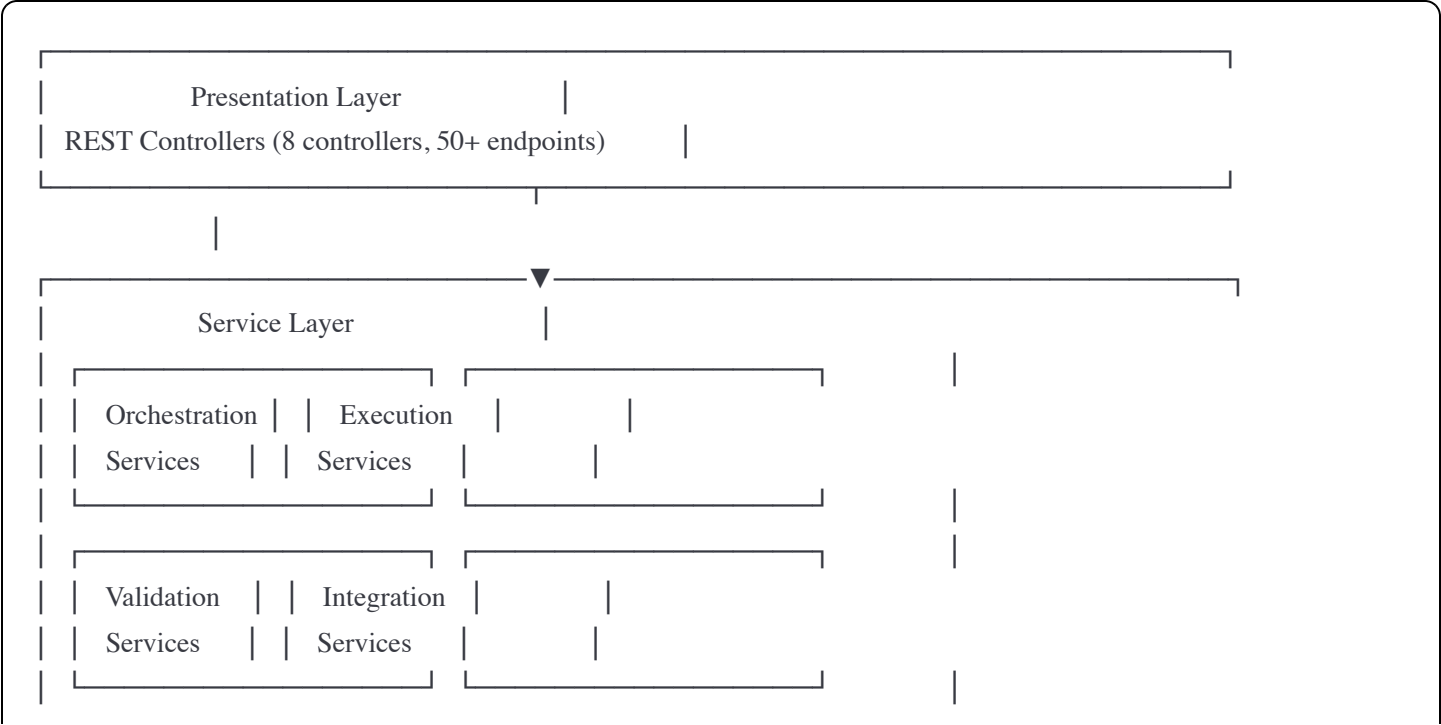 Presentation Layer
REST Controllers (8 controllers, 50+ endpoints)
Service Layer
Orchestration Execution
Services Services
Validation Integration
Services Services